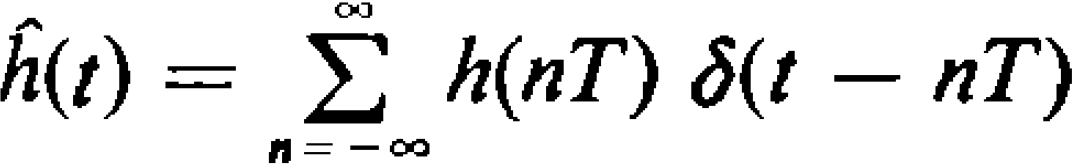 ĥ(t) = ∑_{n=-∞}^{∞} h(nT) δ(t − nT)